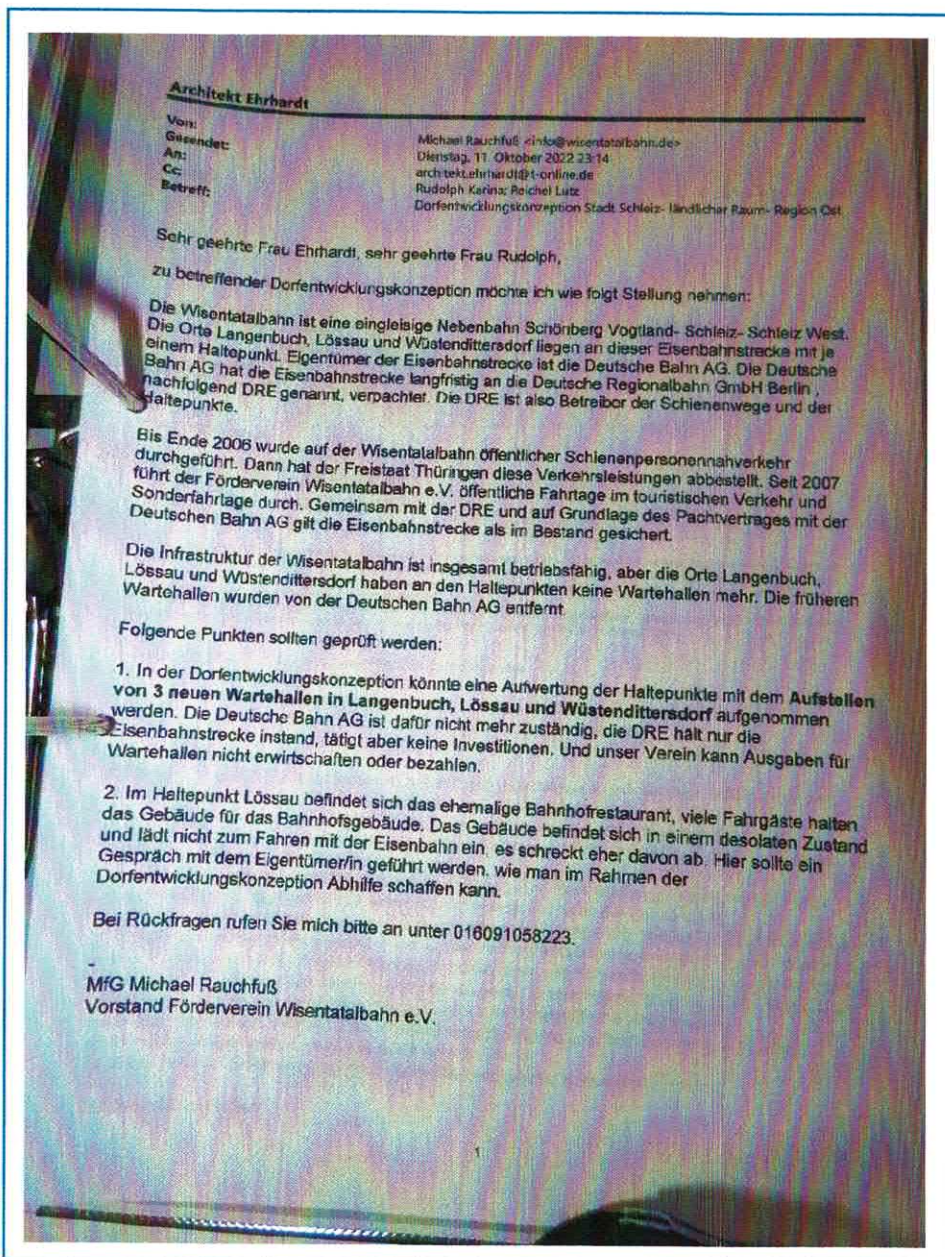 Architekt Ehrhardt
Von: Michael Rauchfuß <info@wisentatalbahn.de>
Gesendet: Dienstag, 11. Oktober 2022 23:14
An: architekt.ehrhardt@t-online.de
Cc: Rudolph Karina; Reichel Lutz
Betreff: Dorfentwicklungskonzeption Stadt Schleiz- ländlicher Raum- Region Ost
Sehr geehrte Frau Ehrhardt, sehr geehrte Frau Rudolph,
zu betreffender Dorfentwicklungskonzeption möchte ich wie folgt Stellung nehmen:
Die Wisentatalbahn ist eine eingleisige Nebenbahn Schönberg Vogtland- Schleiz- Schleiz West.
Die Orte Langenbuch, Lössau und Wüstendittersdorf liegen an dieser Eisenbahnstrecke mit je
einem Haltepunkt. Eigentümer der Eisenbahnstrecke ist die Deutsche Bahn AG. Die Deutsche
Bahn AG hat die Eisenbahnstrecke langfristig an die Deutsche Regionalbahn GmbH Berlin ,
nachfolgend DRE genannt, verpachtet. Die DRE ist also Betreiber der Schienenwege und der
Haltepunkte.
Bis Ende 2006 wurde auf der Wisentatalbahn öffentlicher Schienenpersonennahverkehr
durchgeführt. Dann hat der Freistaat Thüringen diese Verkehrsleistungen abbestellt. Seit 2007
führt der Förderverein Wisentatalbahn e.V. öffentliche Fahrtage im touristischen Verkehr und
Sonderfahrtage durch. Gemeinsam mit der DRE und auf Grundlage des Pachtvertrages mit der
Deutschen Bahn AG gilt die Eisenbahnstrecke als im Bestand gesichert.
Die Infrastruktur der Wisentatalbahn ist insgesamt betriebsfähig, aber die Orte Langenbuch,
Lössau und Wüstendittersdorf haben an den Haltepunkten keine Wartehallen mehr. Die früheren
Wartehallen wurden von der Deutschen Bahn AG entfernt
Folgende Punkten sollten geprüft werden:
1. In der Dorfentwicklungskonzeption könnte eine Aufwertung der Haltepunkte mit dem Aufstellen
von 3 neuen Wartehallen in Langenbuch, Lössau und Wüstendittersdorf aufgenommen
werden. Die Deutsche Bahn AG ist dafür nicht mehr zuständig, die DRE hält nur die
Eisenbahnstrecke instand, tätigt aber keine Investitionen. Und unser Verein kann Ausgaben für
Wartehallen nicht erwirtschaften oder bezahlen.
2. Im Haltepunkt Lössau befindet sich das ehemalige Bahnhofrestaurant, viele Fahrgäste halten
das Gebäude für das Bahnhofsgebäude. Das Gebäude befindet sich in einem desolaten Zustand
und lädt nicht zum Fahren mit der Eisenbahn ein, es schreckt eher davon ab. Hier sollte ein
Gespräch mit dem Eigentümer/in geführt werden, wie man im Rahmen der
Dorfentwicklungskonzeption Abhilfe schaffen kann.
Bei Rückfragen rufen Sie mich bitte an unter 016091058223.
-
MfG Michael Rauchfuß
Vorstand Förderverein Wisentatalbahn e.V.
1